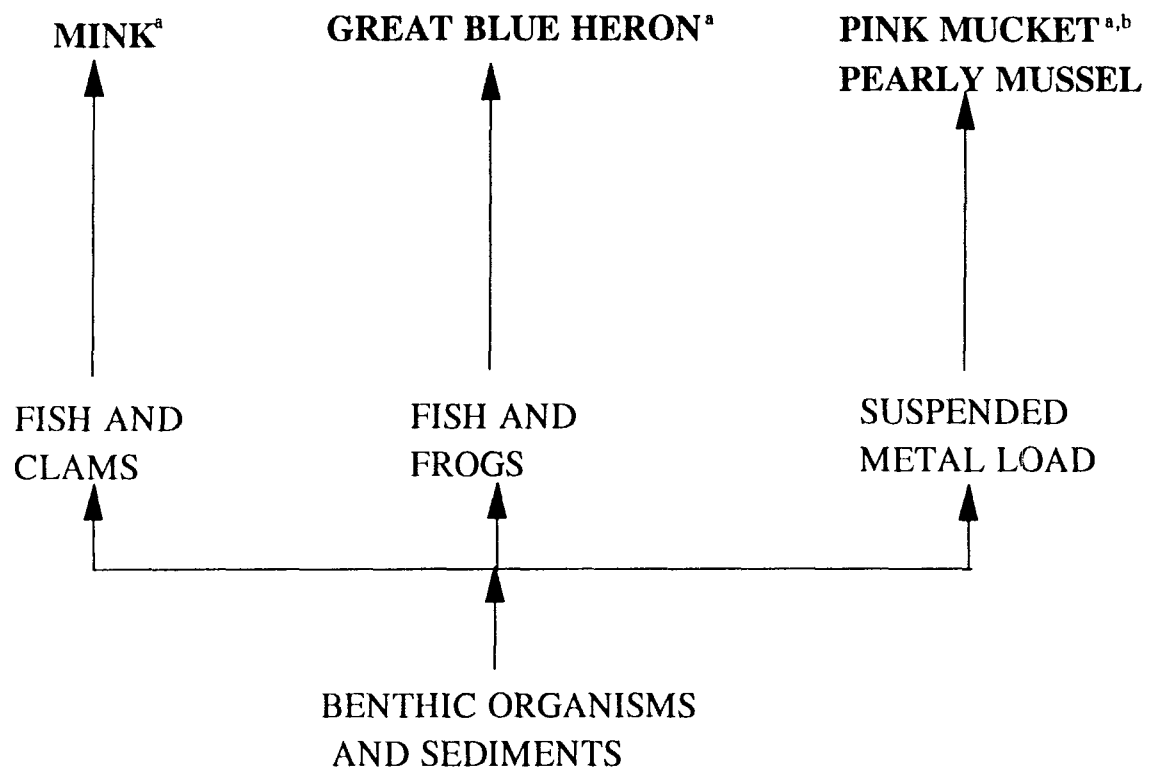 MINKᵃ
GREAT BLUE HERONᵃ
PINK MUCKETᵃ,ᵇ
PEARLY MUSSEL
FISH AND
CLAMS
FISH AND
FROGS
SUSPENDED
METAL LOAD
BENTHIC ORGANISMS
AND SEDIMENTS